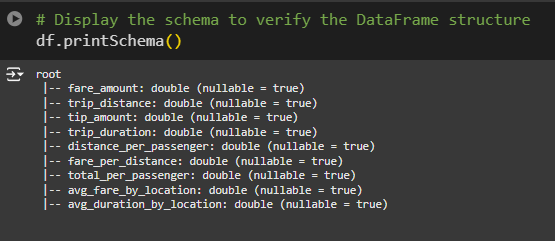 # Display the schema to verify the DataFrame structure
df.printSchema()
root
|-- fare_amount: double (nullable = true)
|-- trip_distance: double (nullable = true)
|-- tip_amount: double (nullable = true)
|-- trip_duration: double (nullable = true)
|-- distance_per_passenger: double (nullable = true)
|-- fare_per_distance: double (nullable = true)
|-- total_per_passenger: double (nullable = true)
|-- avg_fare_by_location: double (nullable = true)
|-- avg_duration_by_location: double (nullable = true)